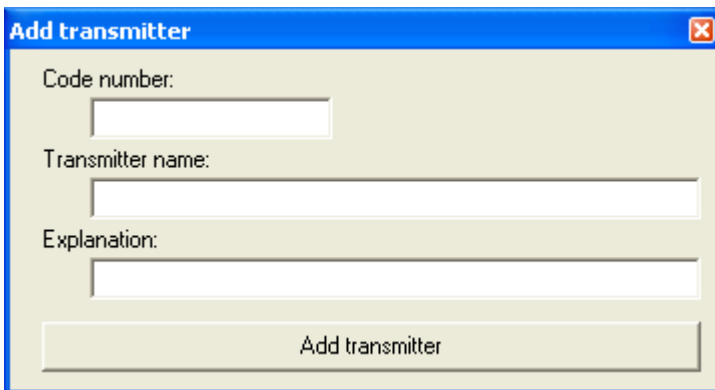 Add transmitter
Code number:
Transmitter name:
Explanation:
Add transmitter